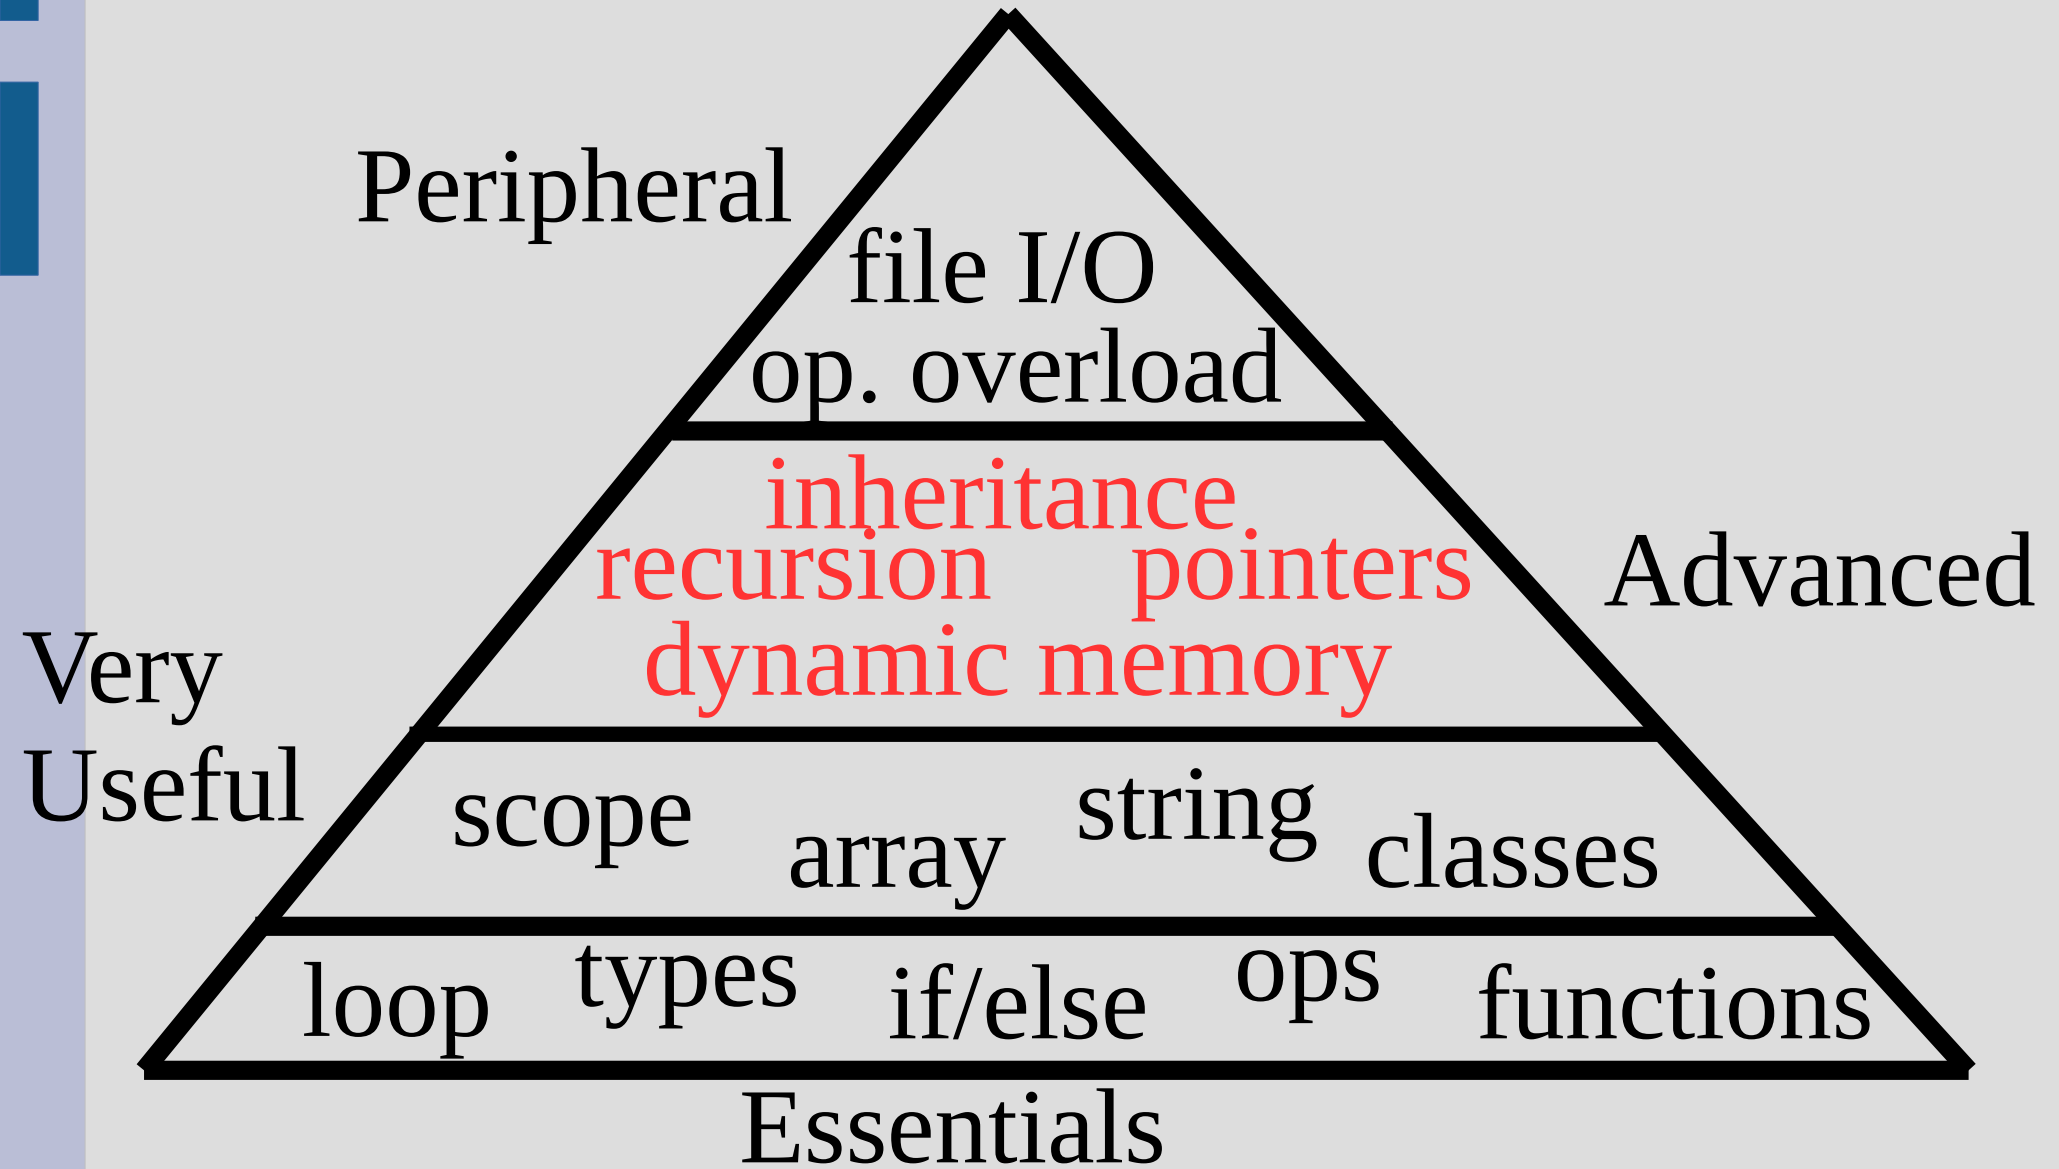 Peripheral
file I/O
op. overload
inheritance
recursion pointers
Advanced
dynamic memory
Very
Useful
scope array string classes
loop types if/else ops functions
Essentials